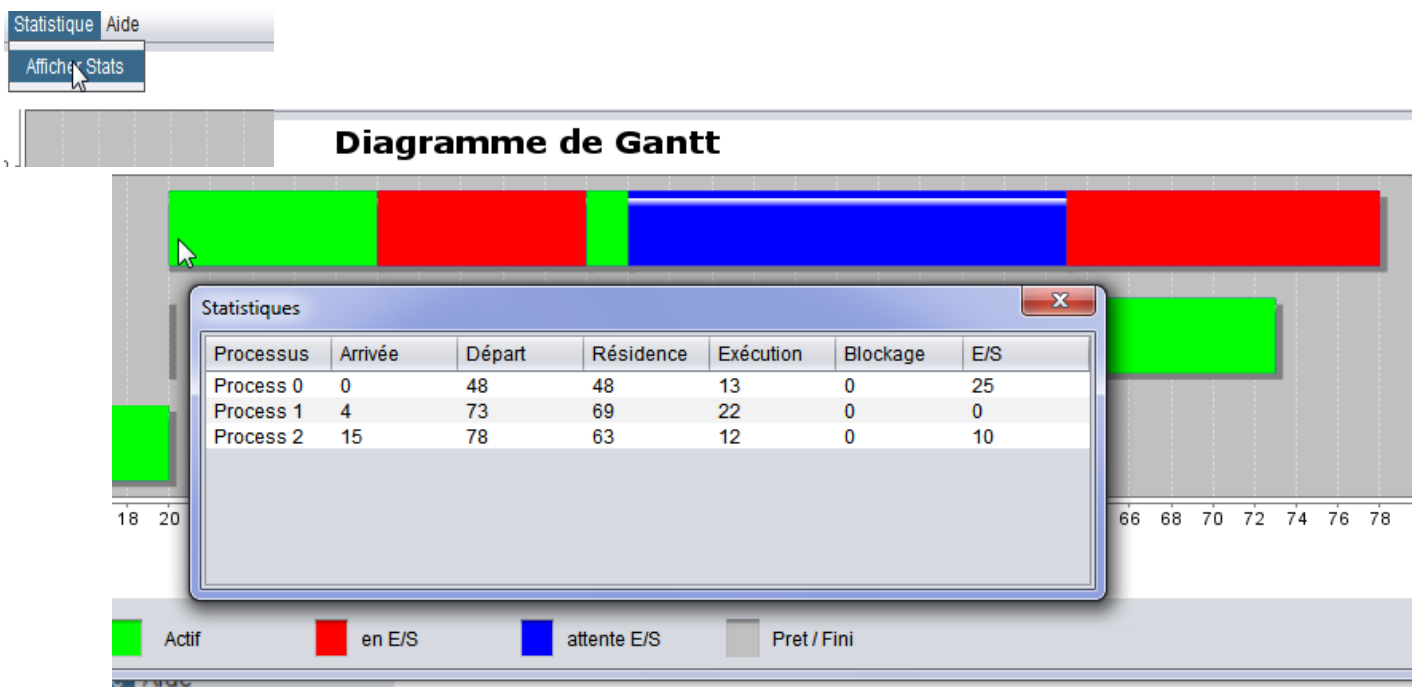 Statistique Aide
Afficher Stats
Diagramme de Gantt
Statistiques
Processus Arrivée Départ Résidence Exécution Blockage E/S
Process 0 0 48 48 13 0 25
Process 1 4 73 69 22 0 0
Process 2 15 78 63 12 0 10
18 20 66 68 70 72 74 76 78
Actif en E/S attente E/S Pret / Fini